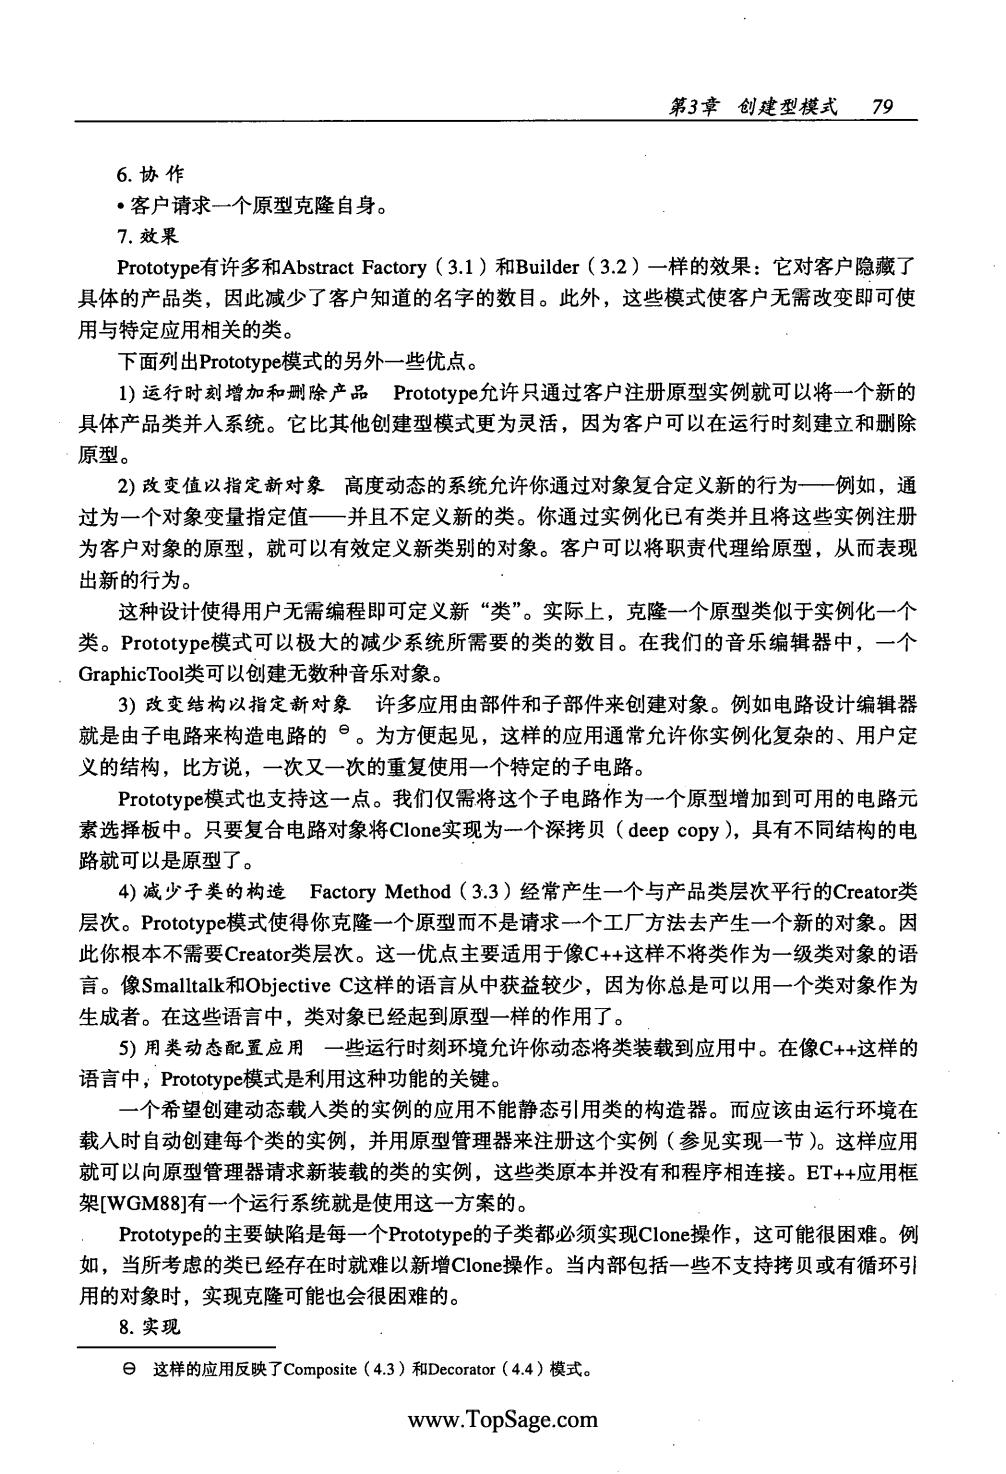 第3章 创建型模式 79
6. 协 作
• 客户请求一个原型克隆自身。
7. 效果
Prototype有许多和Abstract Factory（3.1）和Builder（3.2）一样的效果：它对客户隐藏了
具体的产品类，因此减少了客户知道的名字的数目。此外，这些模式使客户无需改变即可使
用与特定应用相关的类。
下面列出Prototype模式的另外一些优点。
1) 运行时刻增加和删除产品 Prototype允许只通过客户注册原型实例就可以将一个新的
具体产品类并入系统。它比其他创建型模式更为灵活，因为客户可以在运行时刻建立和删除
原型。
2) 改变值以指定新对象 高度动态的系统允许你通过对象复合定义新的行为——例如，通
过为一个对象变量指定值——并且不定义新的类。你通过实例化已有类并且将这些实例注册
为客户对象的原型，就可以有效定义新类别的对象。客户可以将职责代理给原型，从而表现
出新的行为。
这种设计使得用户无需编程即可定义新“类”。实际上，克隆一个原型类似于实例化一个
类。Prototype模式可以极大的减少系统所需要的类的数目。在我们的音乐编辑器中，一个
GraphicTool类可以创建无数种音乐对象。
3) 改变结构以指定新对象 许多应用由部件和子部件来创建对象。例如电路设计编辑器
就是由子电路来构造电路的 ⊖。为方便起见，这样的应用通常允许你实例化复杂的、用户定
义的结构，比方说，一次又一次的重复使用一个特定的子电路。
Prototype模式也支持这一点。我们仅需将这个子电路作为一个原型增加到可用的电路元
素选择板中。只要复合电路对象将Clone实现为一个深拷贝（deep copy），具有不同结构的电
路就可以是原型了。
4) 减少子类的构造 Factory Method（3.3）经常产生一个与产品类层次平行的Creator类
层次。Prototype模式使得你克隆一个原型而不是请求一个工厂方法去产生一个新的对象。因
此你根本不需要Creator类层次。这一优点主要适用于像C++这样不将类作为一级类对象的语
言。像Smalltalk和Objective C这样的语言从中获益较少，因为你总是可以用一个类对象作为
生成者。在这些语言中，类对象已经起到原型一样的作用了。
5) 用类动态配置应用 一些运行时刻环境允许你动态将类装载到应用中。在像C++这样的
语言中，Prototype模式是利用这种功能的关键。
一个希望创建动态载入类的实例的应用不能静态引用类的构造器。而应该由运行环境在
载入时自动创建每个类的实例，并用原型管理器来注册这个实例（参见实现一节）。这样应用
就可以向原型管理器请求新装载的类的实例，这些类原本并没有和程序相连接。ET++应用框
架[WGM88]有一个运行系统就是使用这一方案的。
Prototype的主要缺陷是每一个Prototype的子类都必须实现Clone操作，这可能很困难。例
如，当所考虑的类已经存在时就难以新增Clone操作。当内部包括一些不支持拷贝或有循环引
用的对象时，实现克隆可能也会很困难的。
8. 实现
⊖ 这样的应用反映了Composite（4.3）和Decorator（4.4）模式。
www.TopSage.com